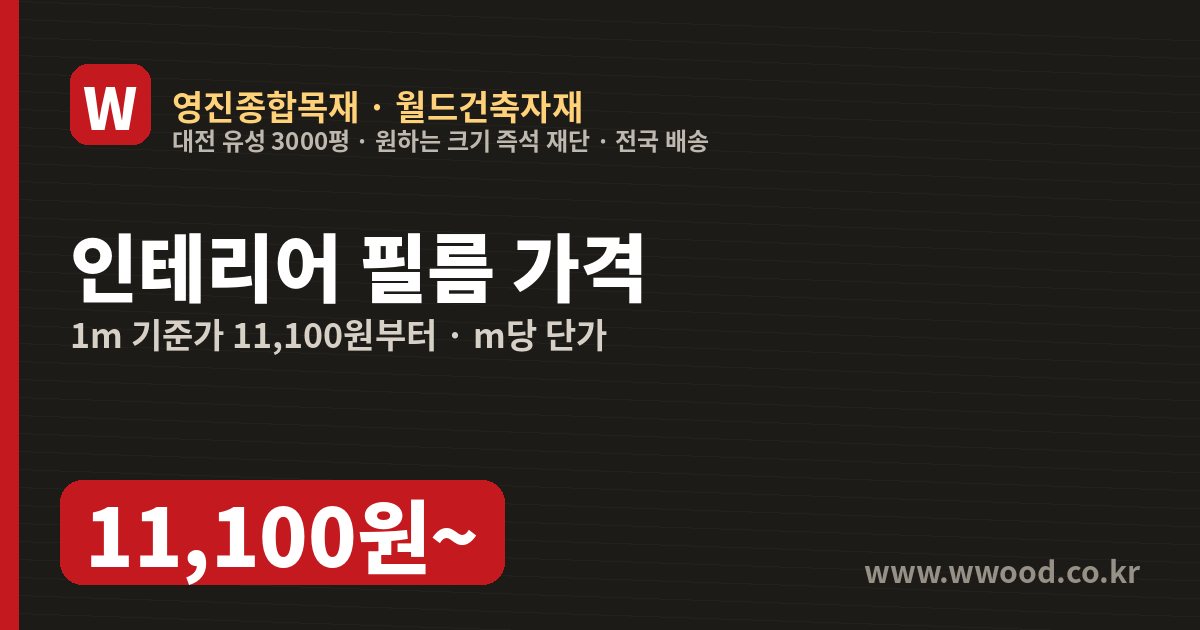 W
영진종합목재 · 월드건축자재
대전 유성 3000평 · 원하는 크기 즉석 재단 · 전국 배송
인테리어 필름 가격
1m 기준가 11,100원부터 · m당 단가
11,100원~
www.wwood.co.kr